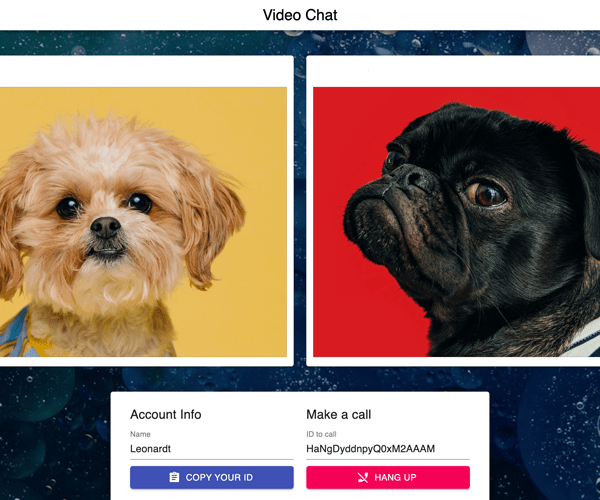 Video Chat
Account Info
Make a call
Name
ID to call
Leonardt
HaNgDyddnpyQ0xM2AAAM
COPY YOUR ID
HANG UP